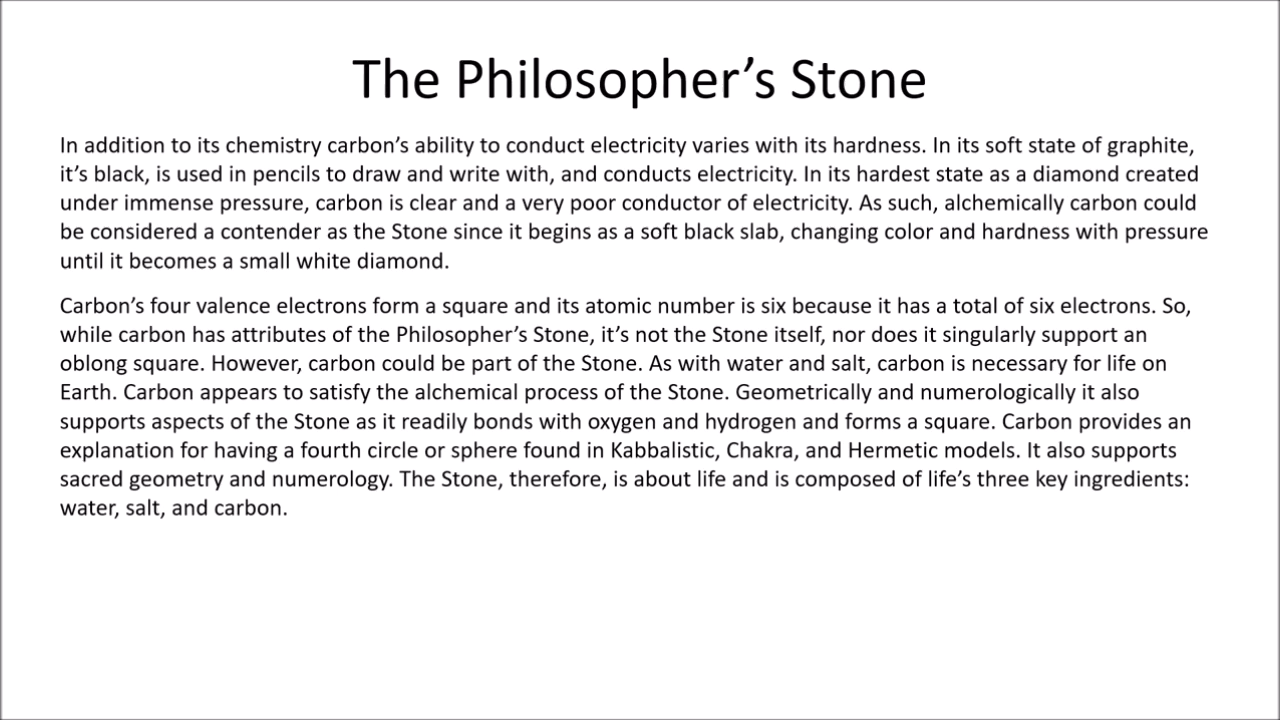 The Philosopher’s Stone
In addition to its chemistry carbon’s ability to conduct electricity varies with its hardness. In its soft state of graphite,
it’s black, is used in pencils to draw and write with, and conducts electricity. In its hardest state as a diamond created
under immense pressure, carbon is clear and a very poor conductor of electricity. As such, alchemically carbon could
be considered a contender as the Stone since it begins as a soft black slab, changing color and hardness with pressure
until it becomes a small white diamond.
Carbon’s four valence electrons form a square and its atomic number is six because it has a total of six electrons. So,
while carbon has attributes of the Philosopher’s Stone, it’s not the Stone itself, nor does it singularly support an
oblong square. However, carbon could be part of the Stone. As with water and salt, carbon is necessary for life on
Earth. Carbon appears to satisfy the alchemical process of the Stone. Geometrically and numerologically it also
supports aspects of the Stone as it readily bonds with oxygen and hydrogen and forms a square. Carbon provides an
explanation for having a fourth circle or sphere found in Kabbalistic, Chakra, and Hermetic models. It also supports
sacred geometry and numerology. The Stone, therefore, is about life and is composed of life’s three key ingredients:
water, salt, and carbon.